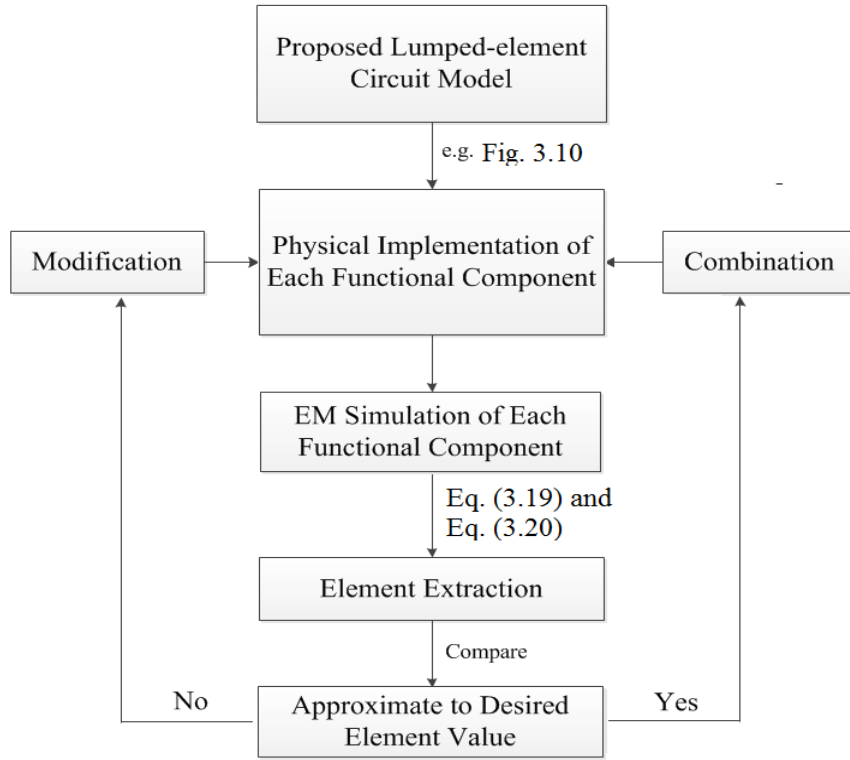 Proposed Lumped-element
Circuit Model
e.g. Fig. 3.10
Modification
Physical Implementation of
Each Functional Component
Combination
EM Simulation of Each
Functional Component
Eq. (3.19) and
Eq. (3.20)
Element Extraction
Compare
No
Approximate to Desired
Element Value
Yes